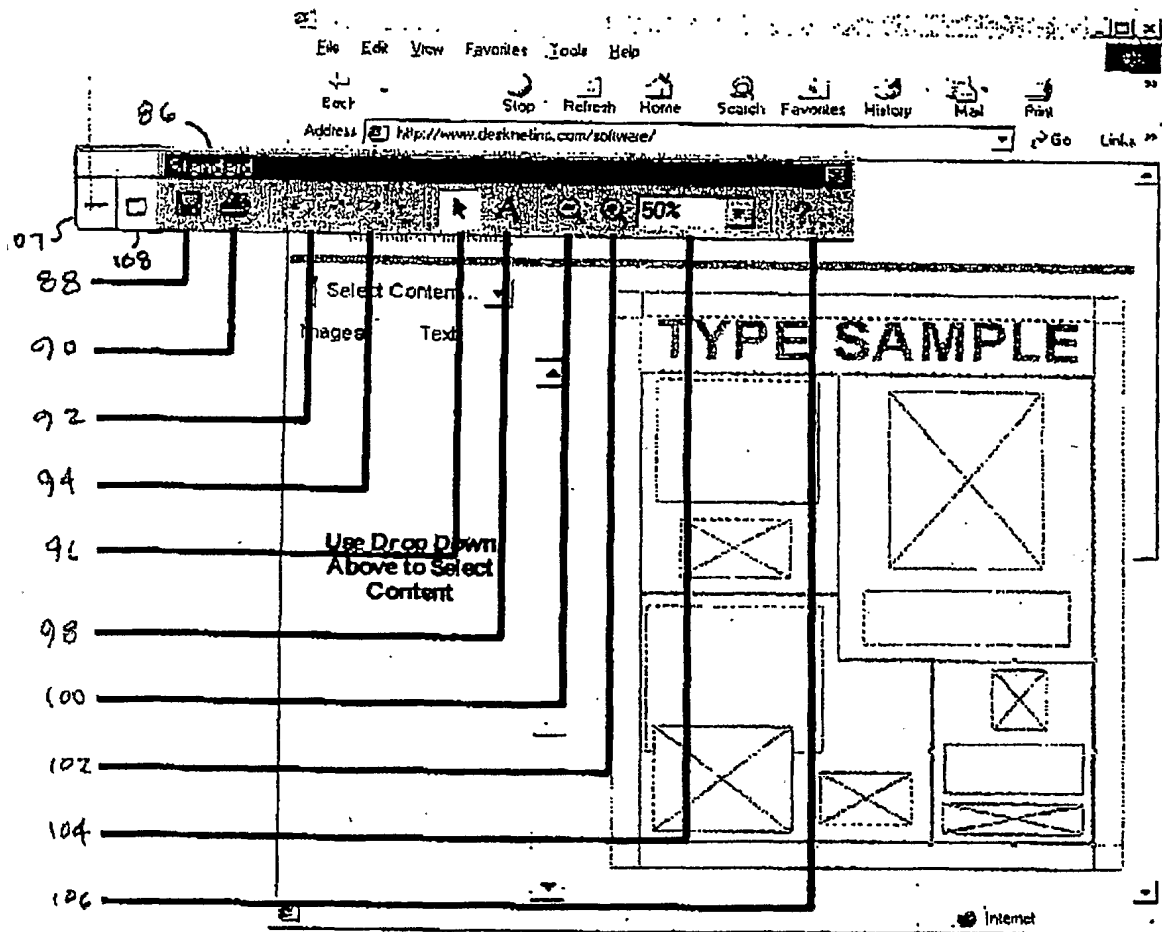 File Edit View Favorites Tools Help
Back Stop Refresh Home Search Favorites History Mail Print
Address http://www.desknetinc.com/software/ Go Links »
86
Standard
A 50% ?
107
108
88
Select Content...
90
Images Text
TYPE SAMPLE
92
94
96
Use Drop Down
Above to Select
Content
98
100
102
104
106
Internet